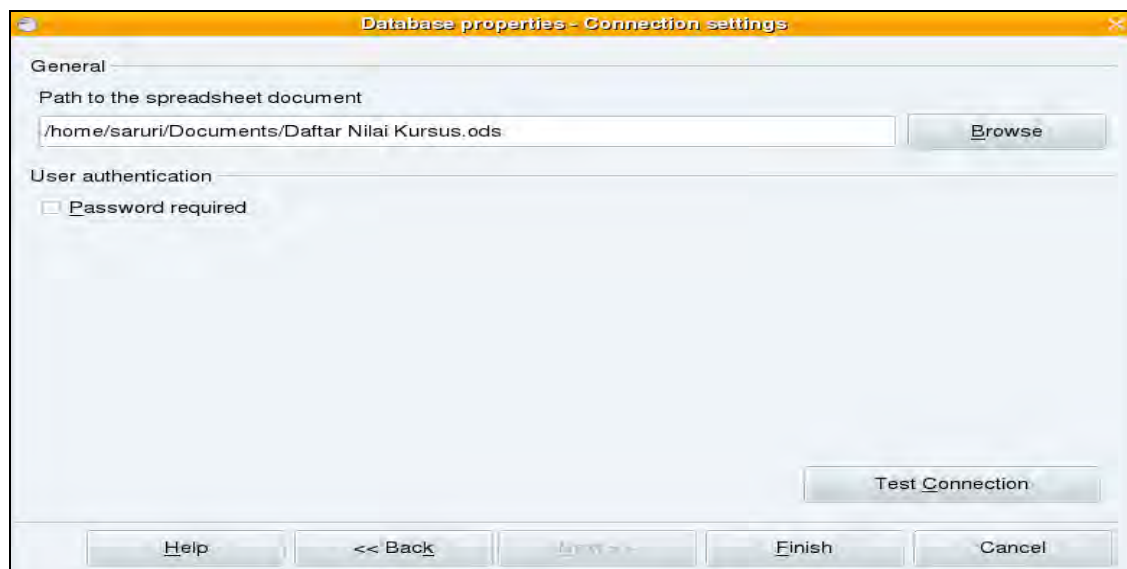 Database properties - Connection settings
General
Path to the spreadsheet document
/home/saruri/Documents/Daftar Nilai Kursus.ods
Browse
User authentication
Password required
Test Connection
Help
<< Back
Next >>
Finish
Cancel